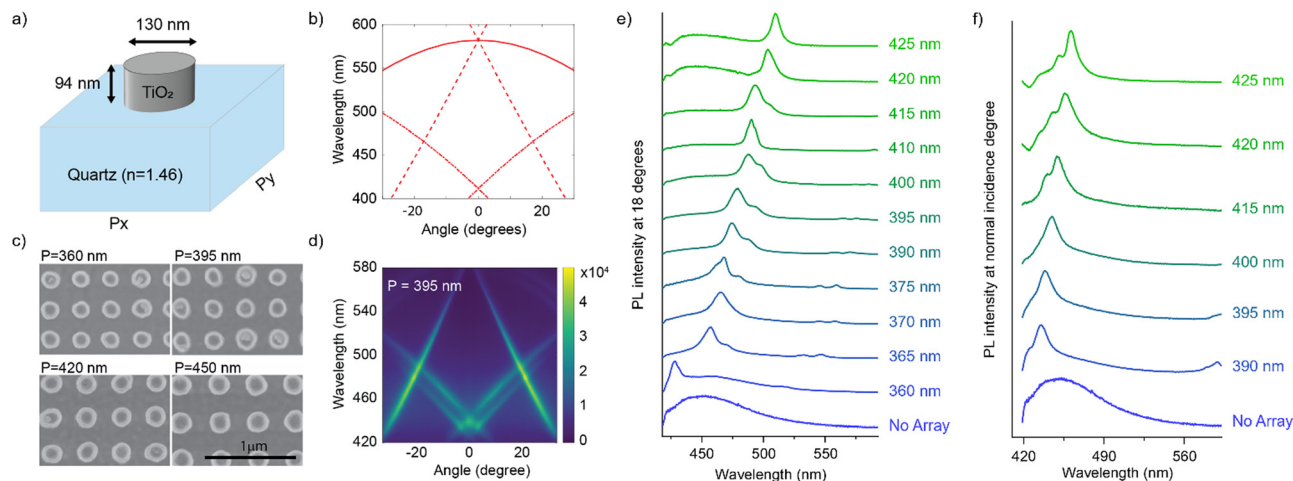 a)
130 nm
94 nm
TiO₂
Quartz (n=1.46)
Px
Py
b)
600
550
500
450
400
Wavelength (nm)
-20
0
20
Angle (degrees)
c)
P=360 nm
P=395 nm
P=420 nm
P=450 nm
1μm
d)
P = 395 nm
580
540
500
460
420
Wavelength (nm)
-20
0
20
Angle (degree)
x10⁴
4
3
2
1
0
e)
PL intensity at 18 degrees
425 nm
420 nm
415 nm
410 nm
400 nm
395 nm
390 nm
375 nm
370 nm
365 nm
360 nm
No Array
450
500
550
Wavelength (nm)
f)
PL intensity at normal incidence degree
425 nm
420 nm
415 nm
400 nm
395 nm
390 nm
No Array
420
490
560
Wavelength (nm)